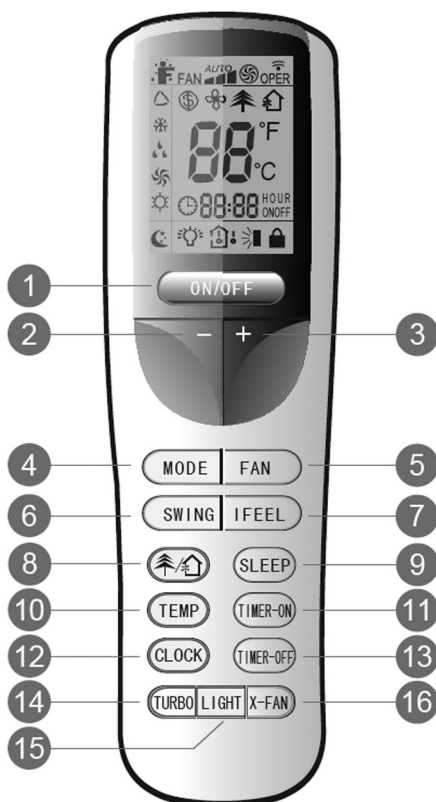 FAN AUTO OPER
°F
88
°C
88:88 HOUR
ONOFF
1 ON/OFF
2 - + 3
4 MODE FAN 5
6 SWING IFEEL 7
8 / SLEEP 9
10 TEMP TIMER-ON 11
12 CLOCK TIMER-OFF 13
14 TURBO LIGHT X-FAN 16
15